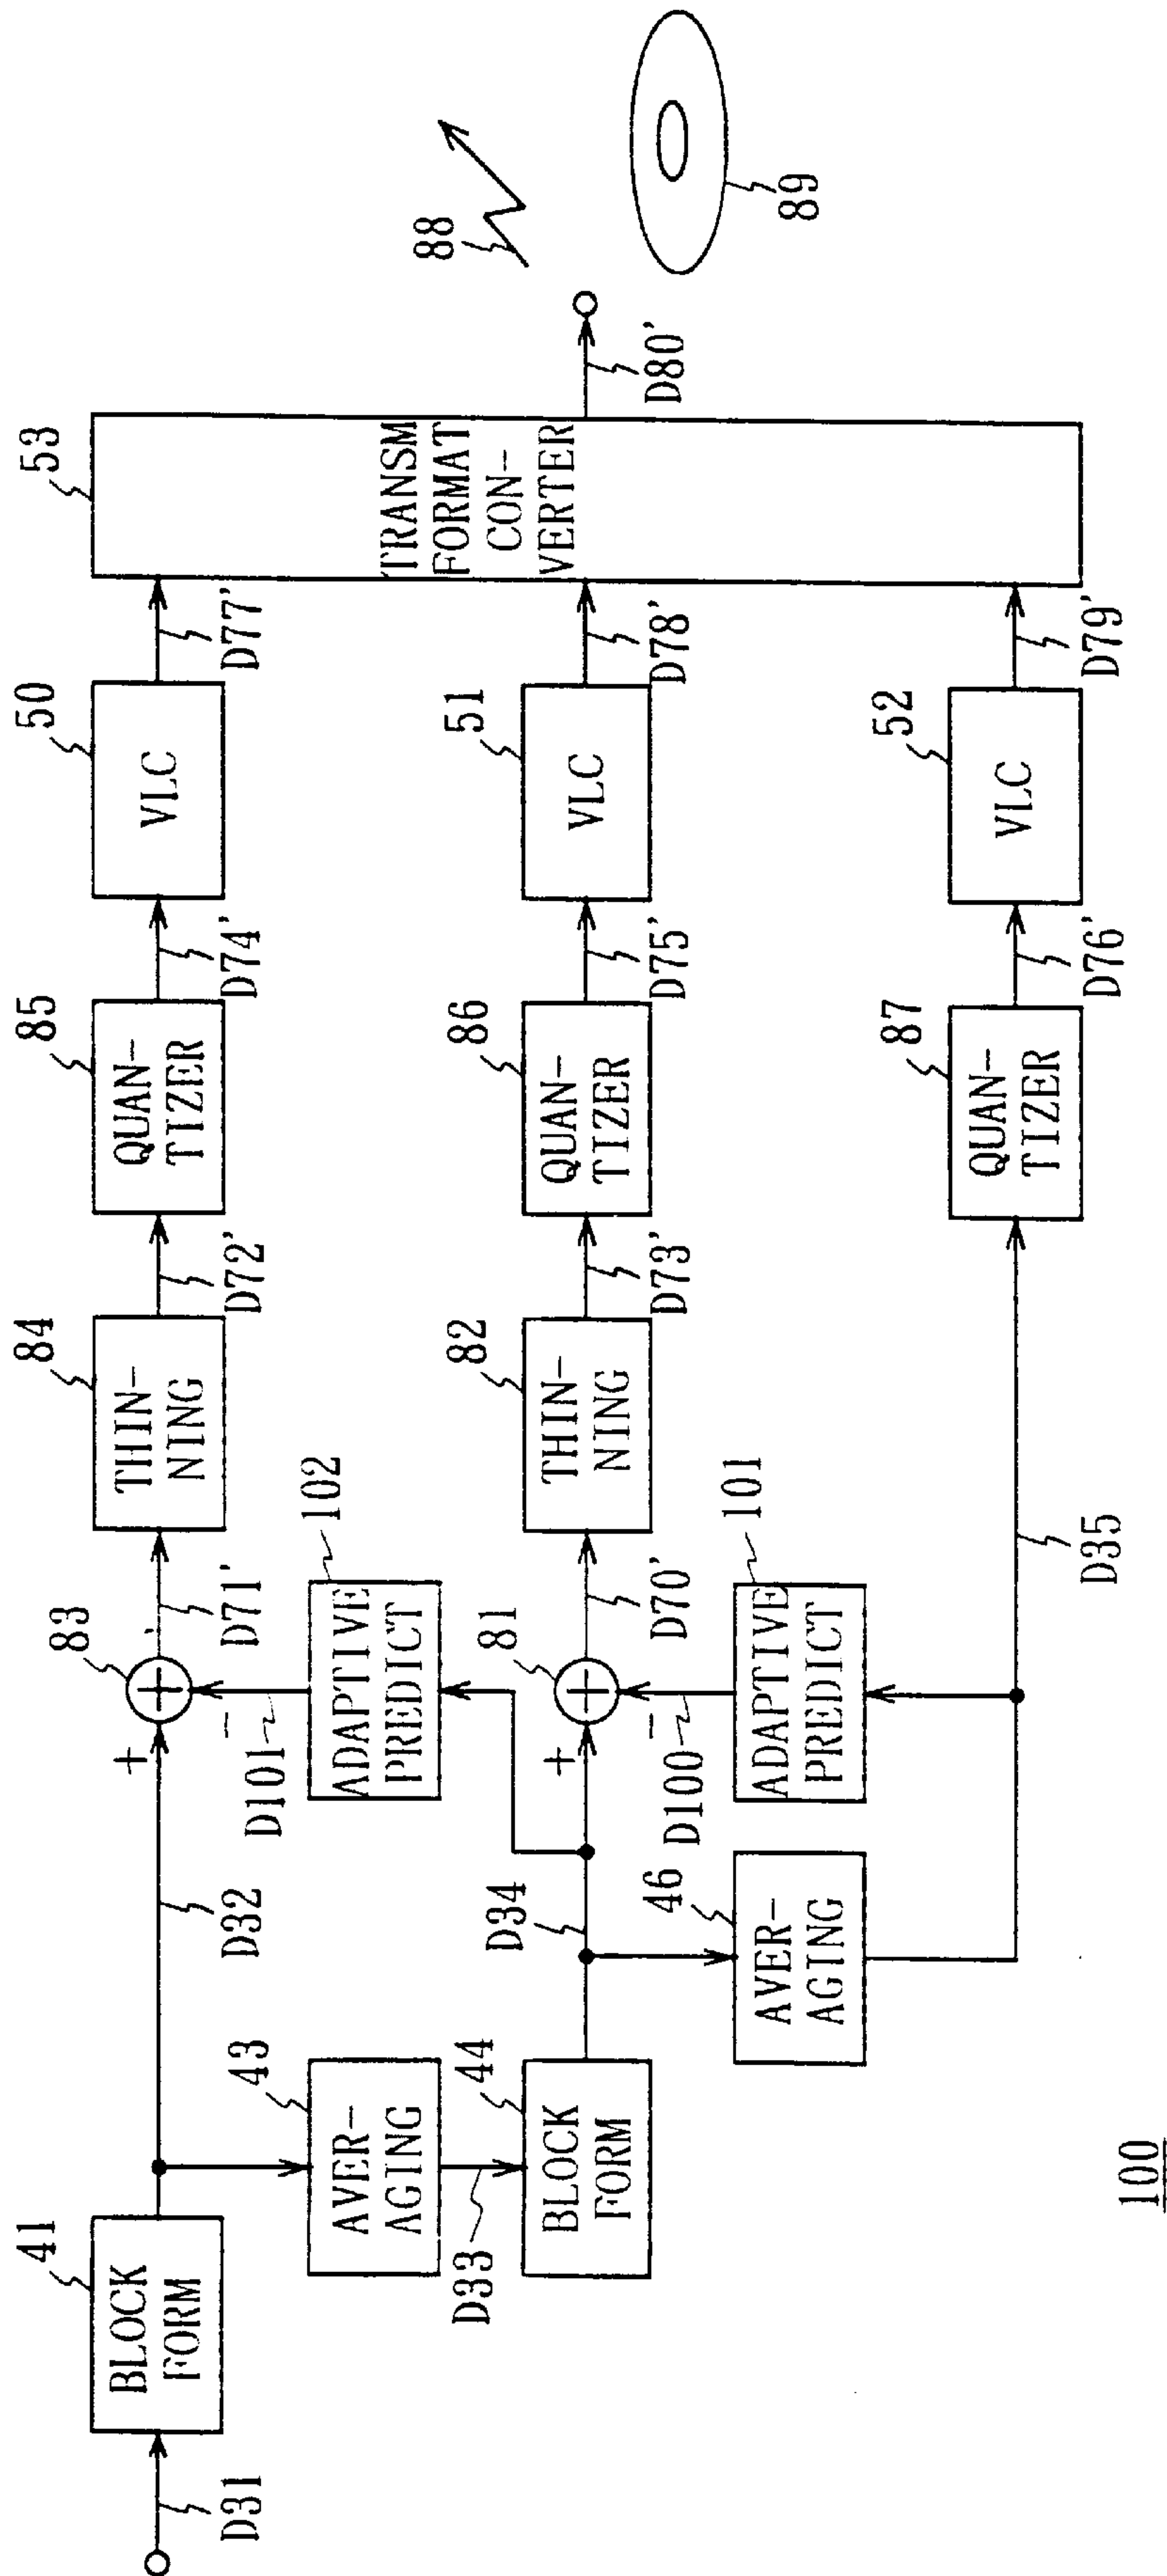 D31
41
BLOCK
FORM
D32
+
83
D71'
84
THIN-
NING
D72'
85
QUAN-
TIZER
D74'
50
VLC
D77'
53
TRANSM
FORMAT
CON-
VERTER
D80'
88
89
43
AVER-
AGING
D33
D101
-
102
ADAPTIVE
PREDICT
44
BLOCK
FORM
D34
+
81
D70'
82
THIN-
NING
D73'
86
QUAN-
TIZER
D75'
51
VLC
D78'
46
AVER-
AGING
D100
-
101
ADAPTIVE
PREDICT
D35
87
QUAN-
TIZER
D76'
52
VLC
D79'
100